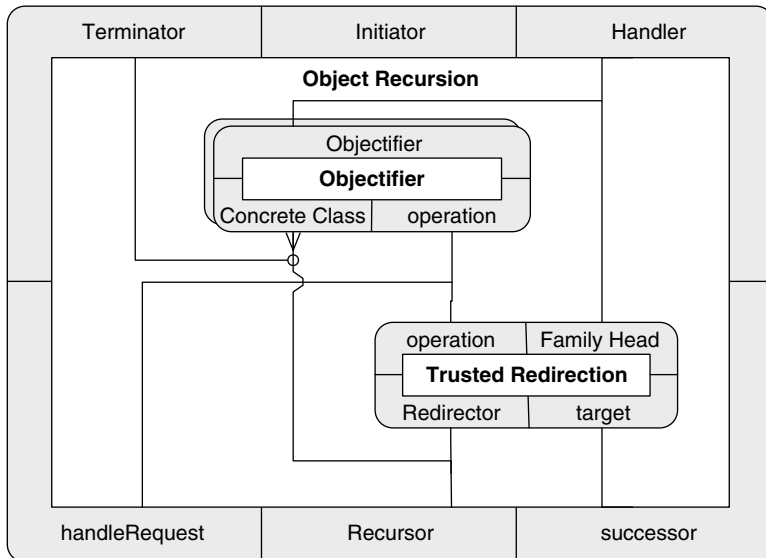 Terminator
Initiator
Handler
Object Recursion
Objectifier
Objectifier
Concrete Class
operation
operation
Family Head
Trusted Redirection
Redirector
target
handleRequest
Recursor
successor